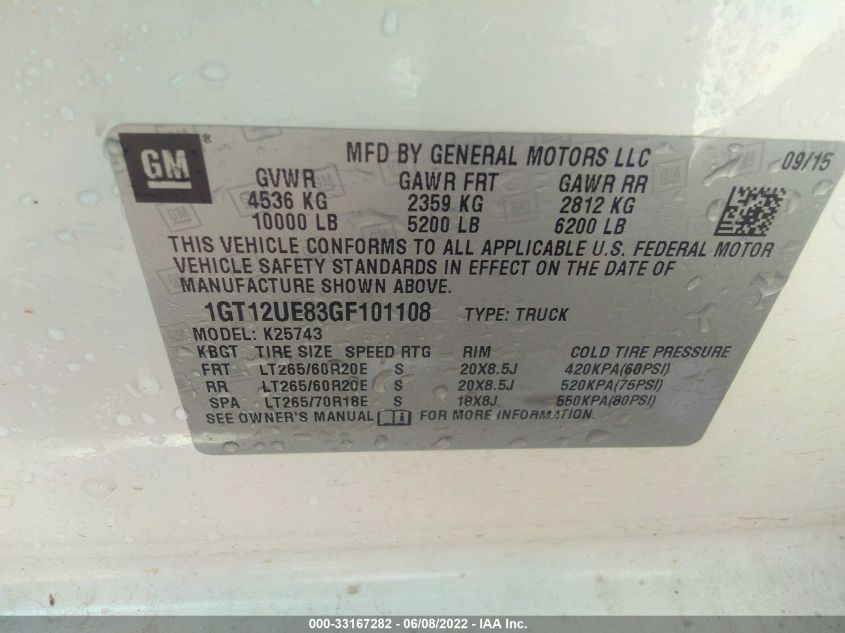 GM ®
MFD BY GENERAL MOTORS LLC 09/15
GVWR GAWR FRT GAWR RR
4536 KG 2359 KG 2812 KG
10000 LB 5200 LB 6200 LB
THIS VEHICLE CONFORMS TO ALL APPLICABLE U.S. FEDERAL MOTOR
VEHICLE SAFETY STANDARDS IN EFFECT ON THE DATE OF
MANUFACTURE SHOWN ABOVE.
1GT12UE83GF101108 TYPE: TRUCK
MODEL: K25743
KBGT TIRE SIZE SPEED RTG RIM COLD TIRE PRESSURE
FRT LT265/60R20E S 20X8.5J 420KPA(60PSI)
RR LT265/60R20E S 20X8.5J 520KPA(75PSI)
SPA LT265/70R18E S 18X8J 550KPA(80PSI)
SEE OWNER'S MANUAL FOR MORE INFORMATION.
000-33167282 - 06/08/2022 - IAA Inc.